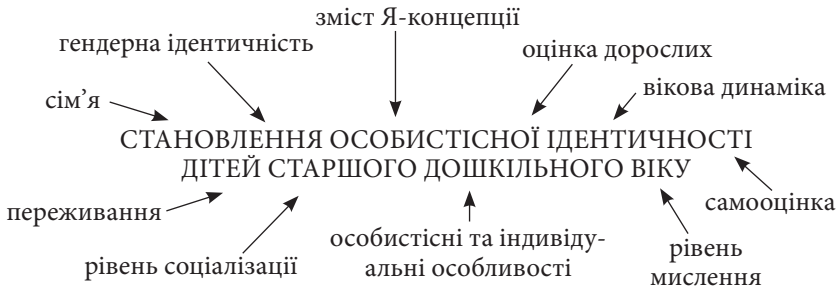 зміст Я-концепції
гендерна ідентичність
оцінка дорослих
сім’я
вікова динаміка
СТАНОВЛЕННЯ ОСОБИСТІСНОЇ ІДЕНТИЧНОСТІ
ДІТЕЙ СТАРШОГО ДОШКІЛЬНОГО ВІКУ
переживання
самооцінка
рівень соціалізації
особистісні та індивіду-
альні особливості
рівень
мислення